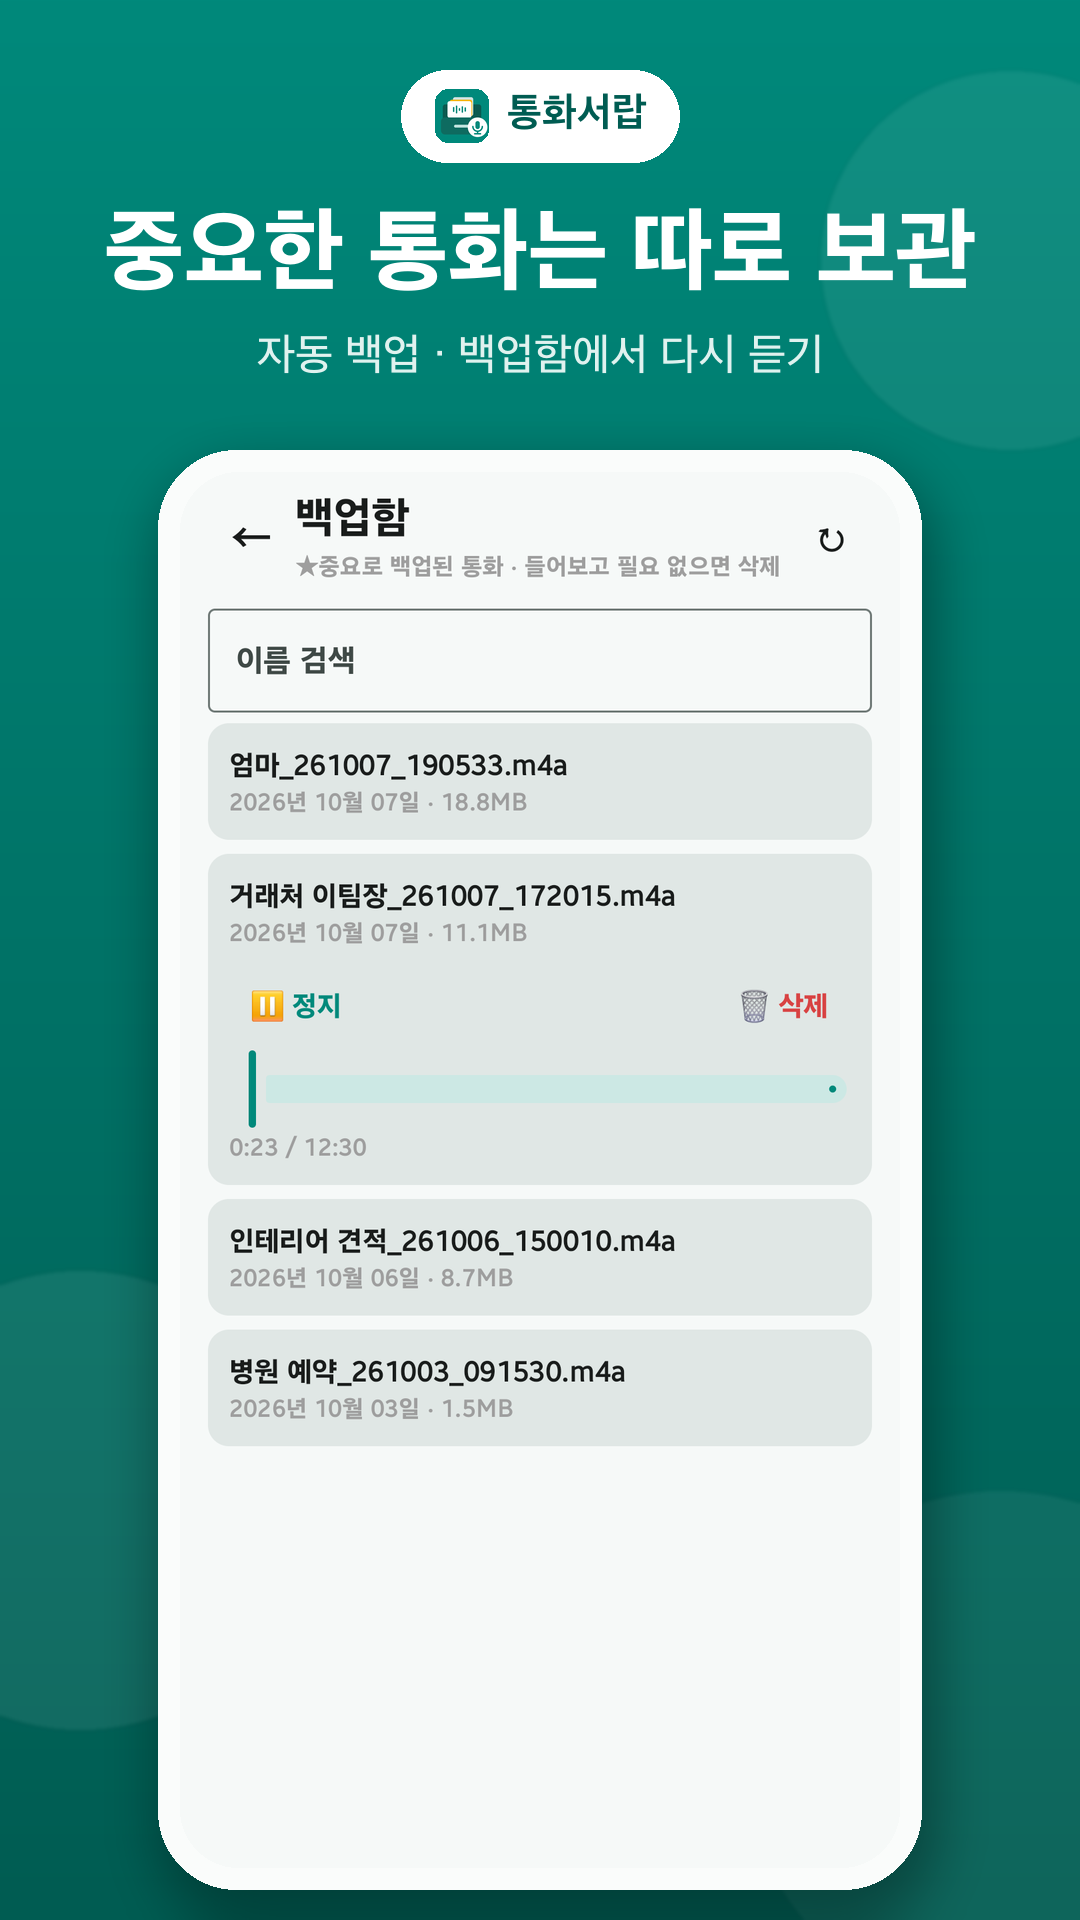 통화서랍
중요한 통화는 따로 보관
자동 백업 · 백업함에서 다시 듣기
백업함
★중요로 백업된 통화 · 들어보고 필요 없으면 삭제
이름 검색
엄마_261007_190533.m4a
2026년 10월 07일 · 18.8MB
거래처 이팀장_261007_172015.m4a
2026년 10월 07일 · 11.1MB
정지
삭제
0:23 / 12:30
인테리어 견적_261006_150010.m4a
2026년 10월 06일 · 8.7MB
병원 예약_261003_091530.m4a
2026년 10월 03일 · 1.5MB